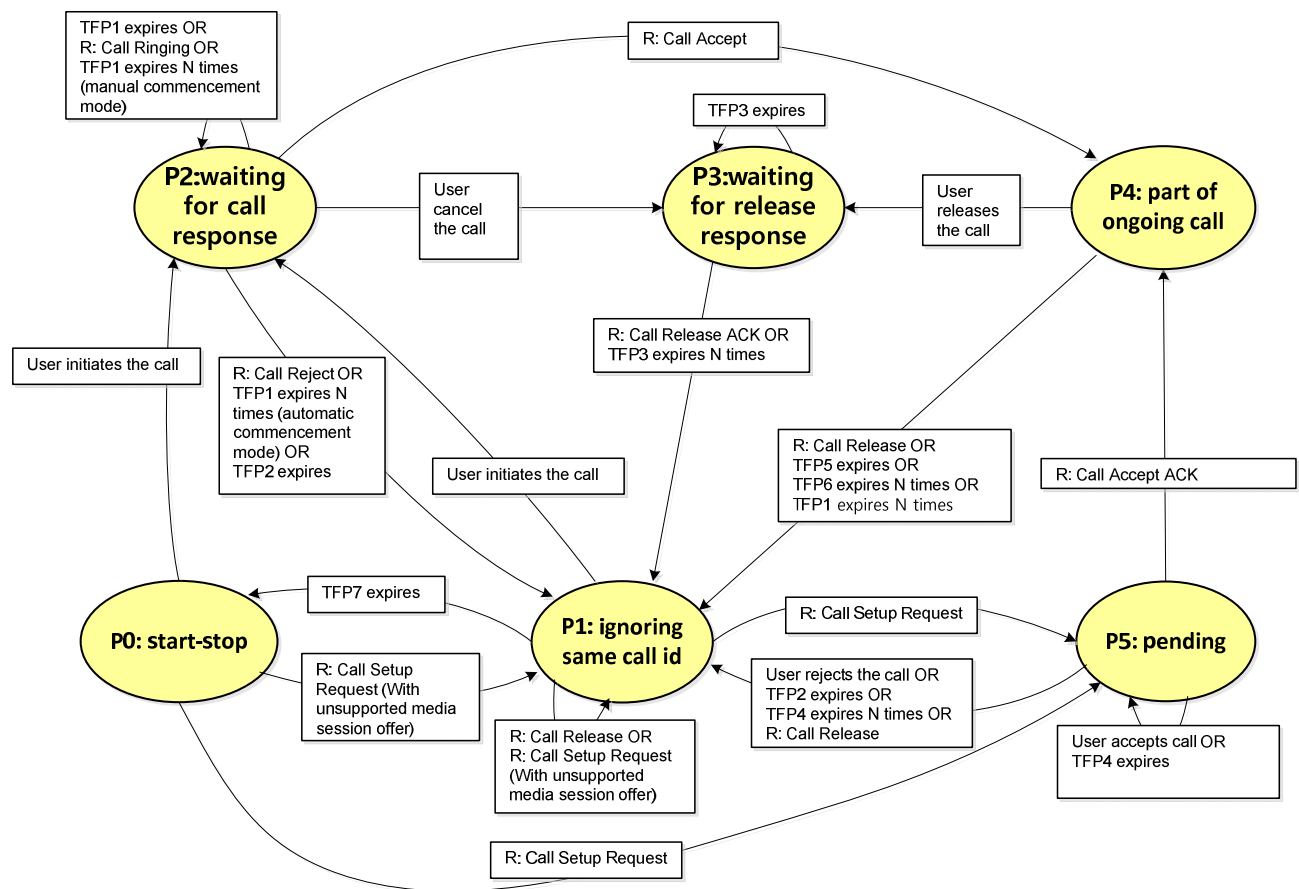 TFP1 expires OR
R: Call Ringing OR
TFP1 expires N times
(manual commencement
mode)
R: Call Accept
TFP3 expires
P2:waiting
for call
response
User
cancel
the call
P3:waiting
for release
response
User
releases
the call
P4: part of
ongoing call
User initiates the call
R: Call Reject OR
TFP1 expires N
times (automatic
commencement
mode) OR
TFP2 expires
R: Call Release ACK OR
TFP3 expires N times
User initiates the call
R: Call Release OR
TFP5 expires OR
TFP6 expires N times OR
TFP1 expires N times
R: Call Accept ACK
P0: start-stop
TFP7 expires
P1: ignoring
same call id
R: Call Setup Request
P5: pending
R: Call Setup
Request (With
unsupported media
session offer)
R: Call Release OR
R: Call Setup Request
(With unsupported
media session offer)
User rejects the call OR
TFP2 expires OR
TFP4 expires N times OR
R: Call Release
User accepts call OR
TFP4 expires
R: Call Setup Request